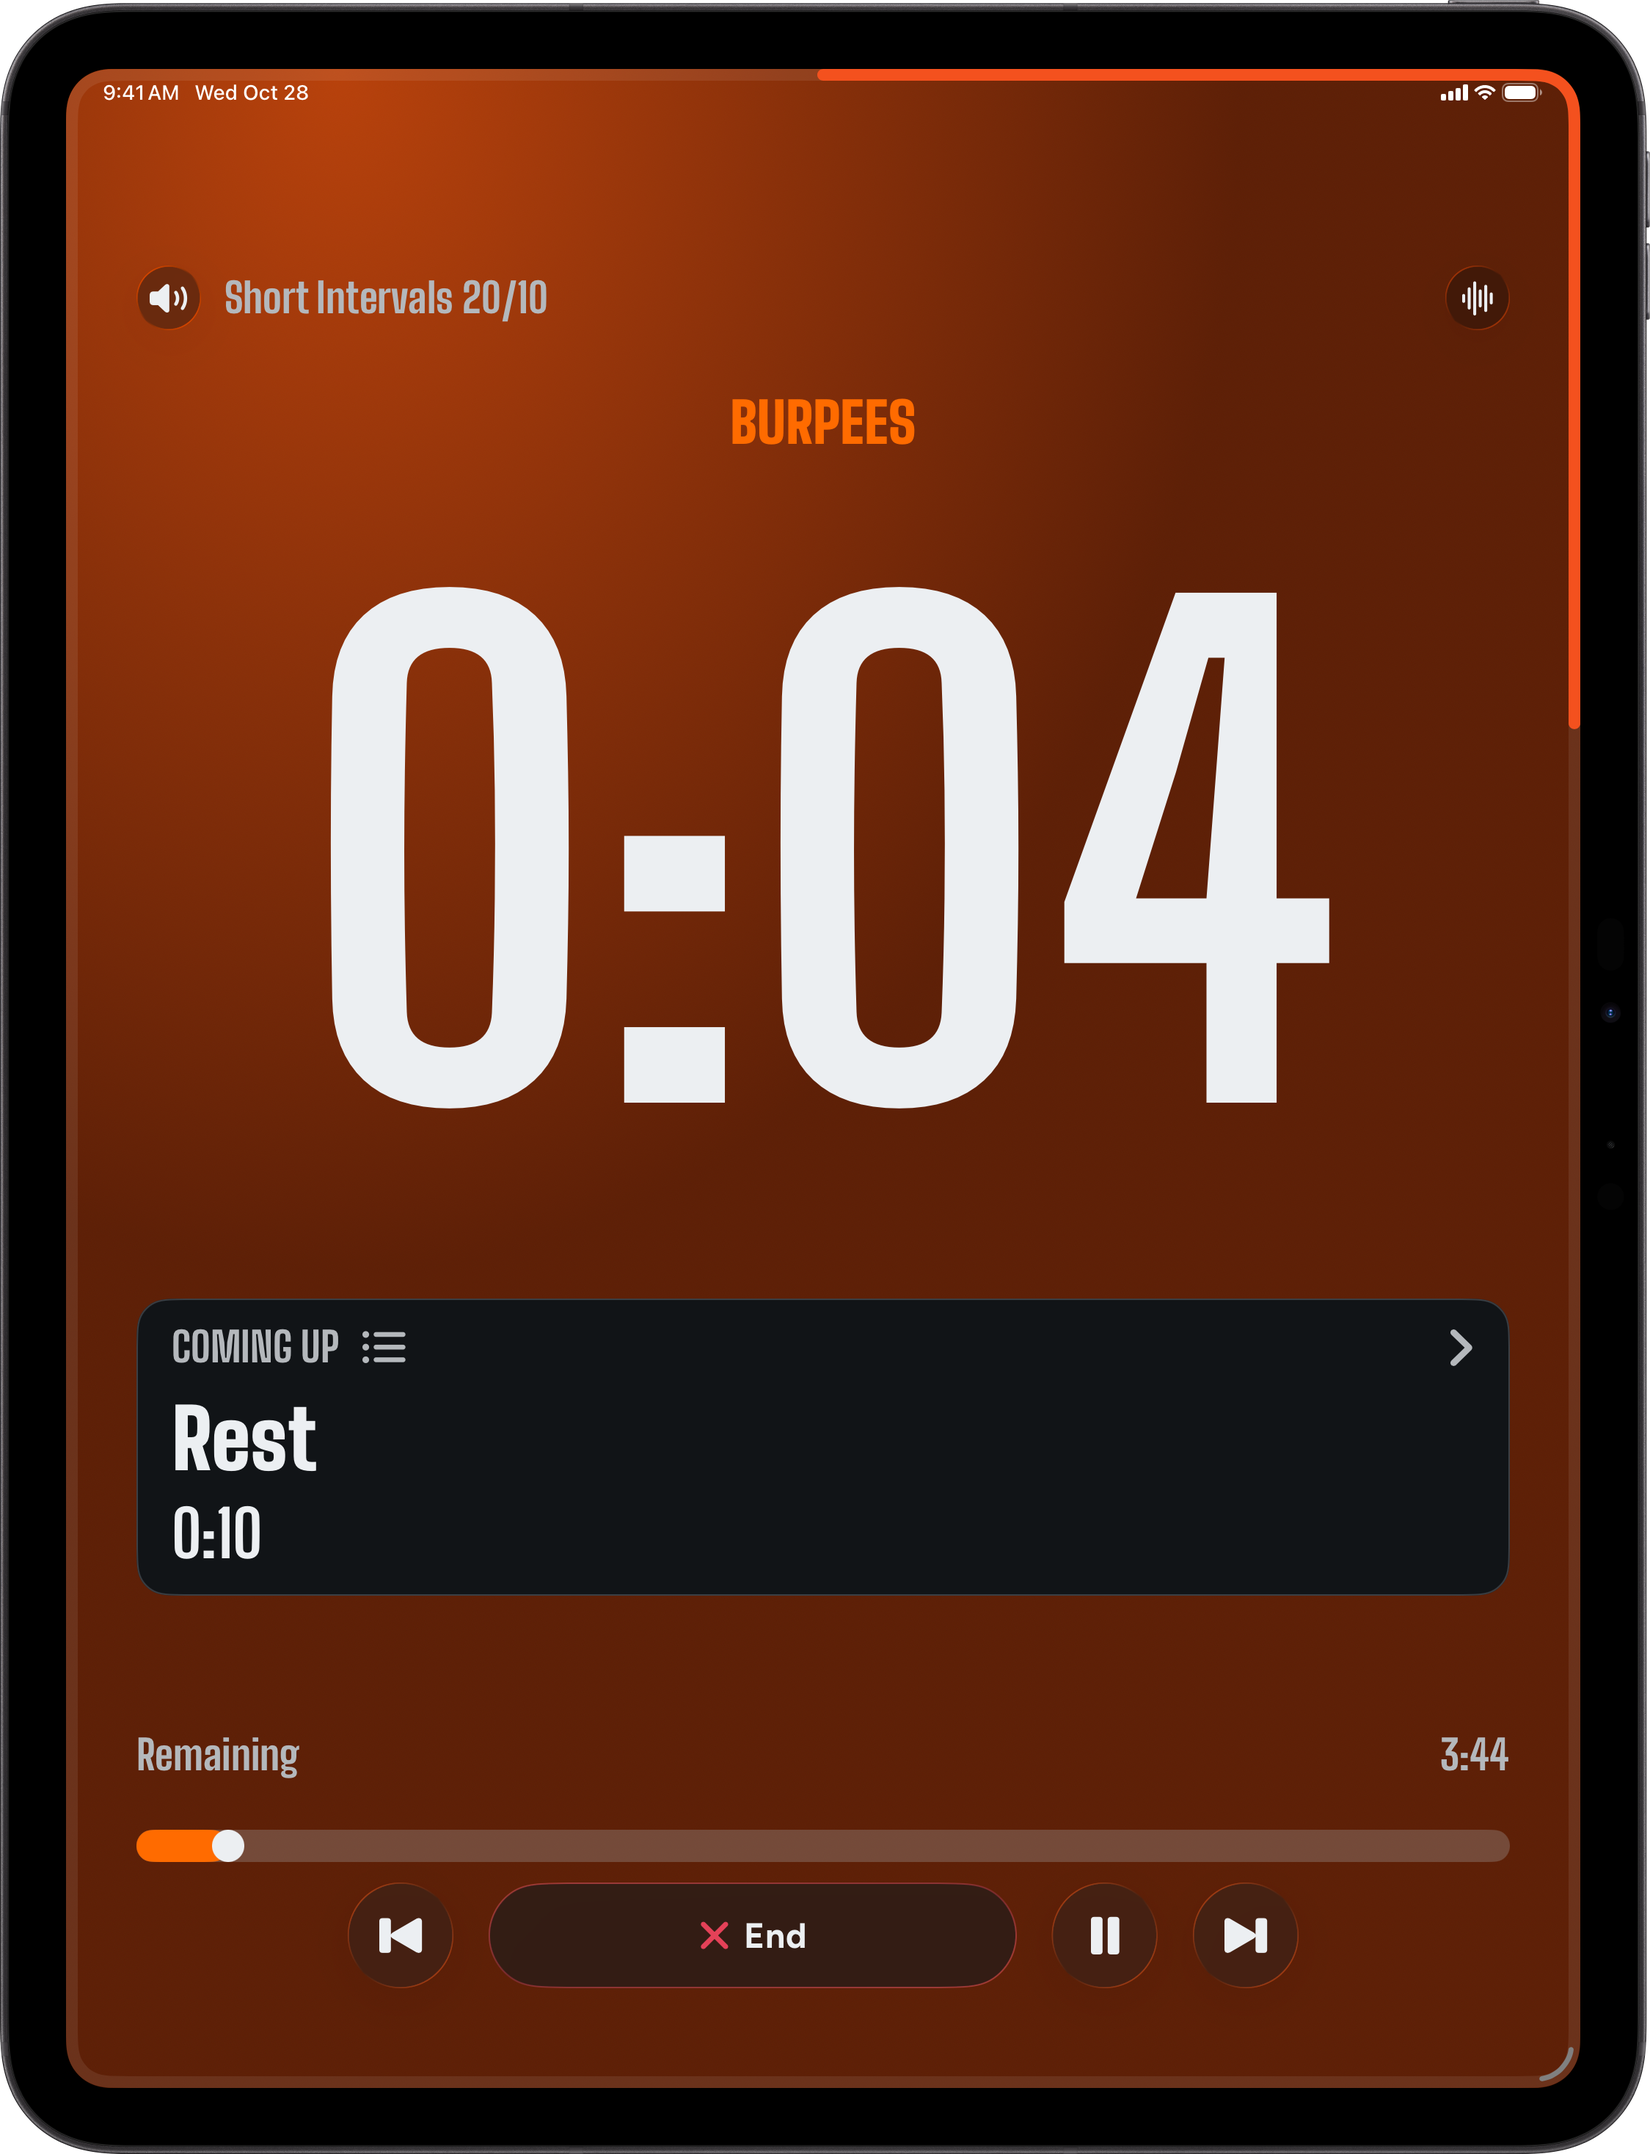 9:41 AM Wed Oct 28
Short Intervals 20/10
BURPEES
0:04
COMING UP
Rest
0:10
Remaining 3:44
End